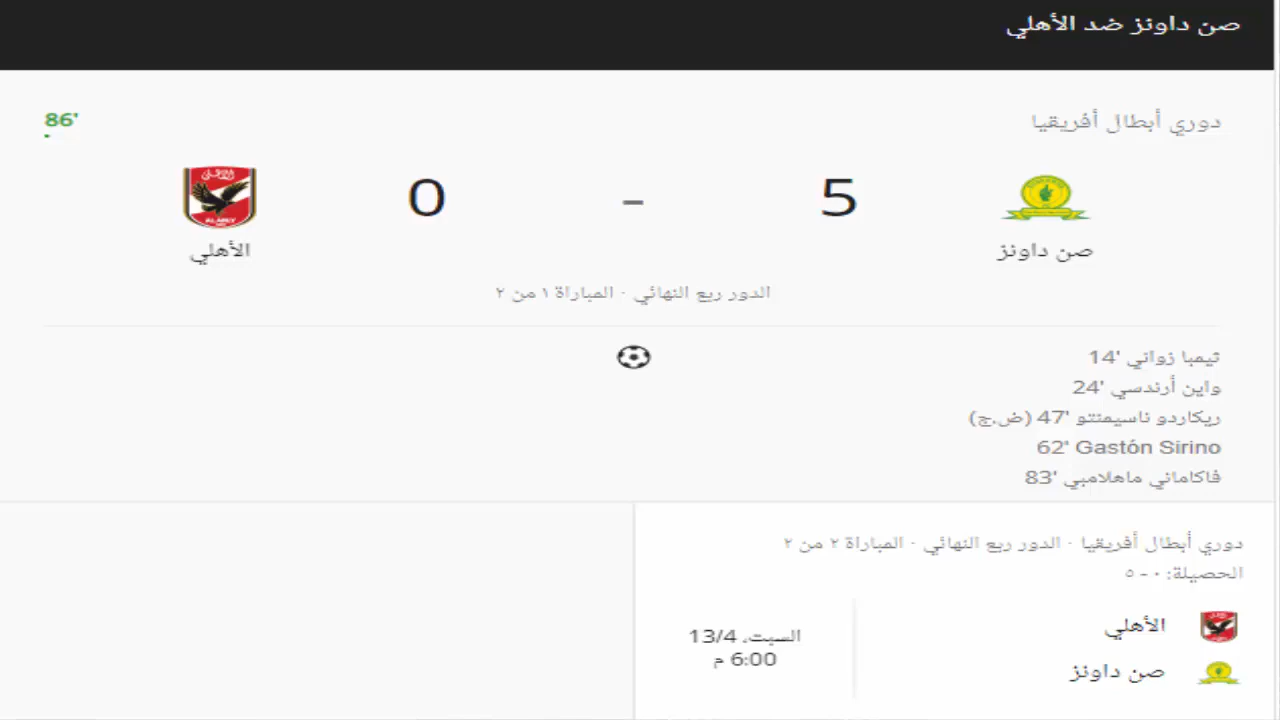 صن داونز ضد الأهلي
دوري أبطال أفريقيا
86'
5 - 0
صن داونز
الأهلي
الدور ربع النهائي · المباراة ١ من ٢
ثيمبا زواني '14
واين أرندسي '24
ريكاردو ناسيمنتو '47 (ض.ج)
Gastón Sirino '62
فاكاماني ماهلامبي '83
دوري أبطال أفريقيا · الدور ربع النهائي · المباراة ٢ من ٢
الحصيلة: ٠ - ٥
الأهلي
صن داونز
السبت، 13/4
6:00 م